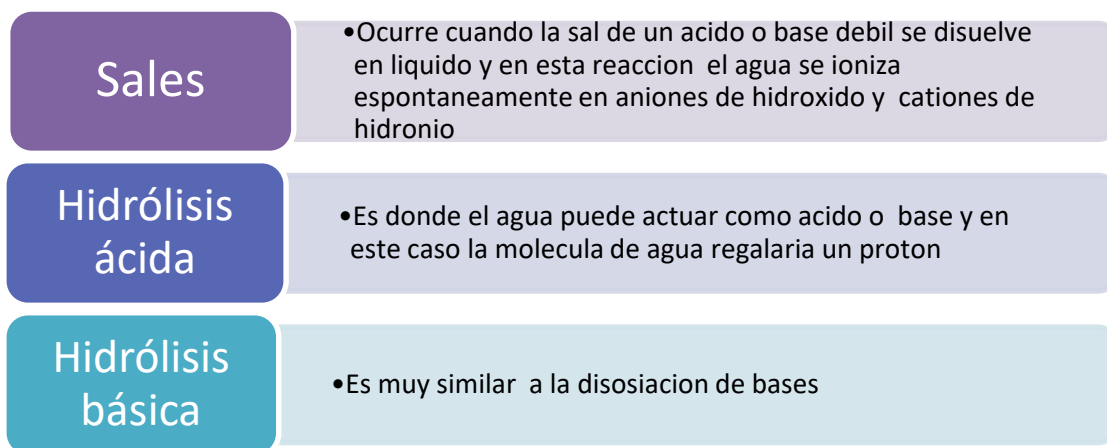 Sales
•Ocurre cuando la sal de un acido o base debil se disuelve
en liquido y en esta reaccion el agua se ioniza
espontaneamente en aniones de hidroxido y cationes de
hidronio
Hidrólisis
ácida
•Es donde el agua puede actuar como acido o base y en
este caso la molecula de agua regalaria un proton
Hidrólisis
básica
•Es muy similar a la disosiacion de bases